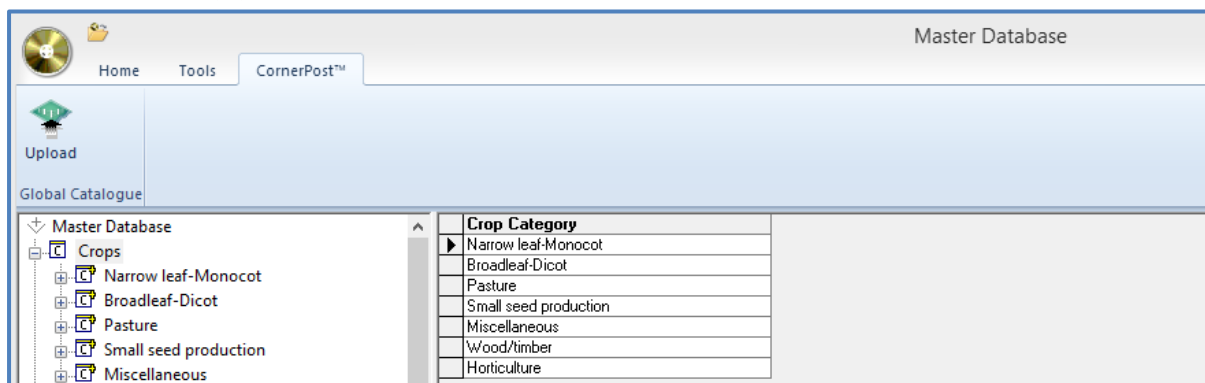 Master Database
Home Tools CornerPost™
Upload
Global Catalogue
Master Database
Crops
Narrow leaf-Monocot
Broadleaf-Dicot
Pasture
Small seed production
Miscellaneous
Crop Category
Narrow leaf-Monocot
Broadleaf-Dicot
Pasture
Small seed production
Miscellaneous
Wood/timber
Horticulture